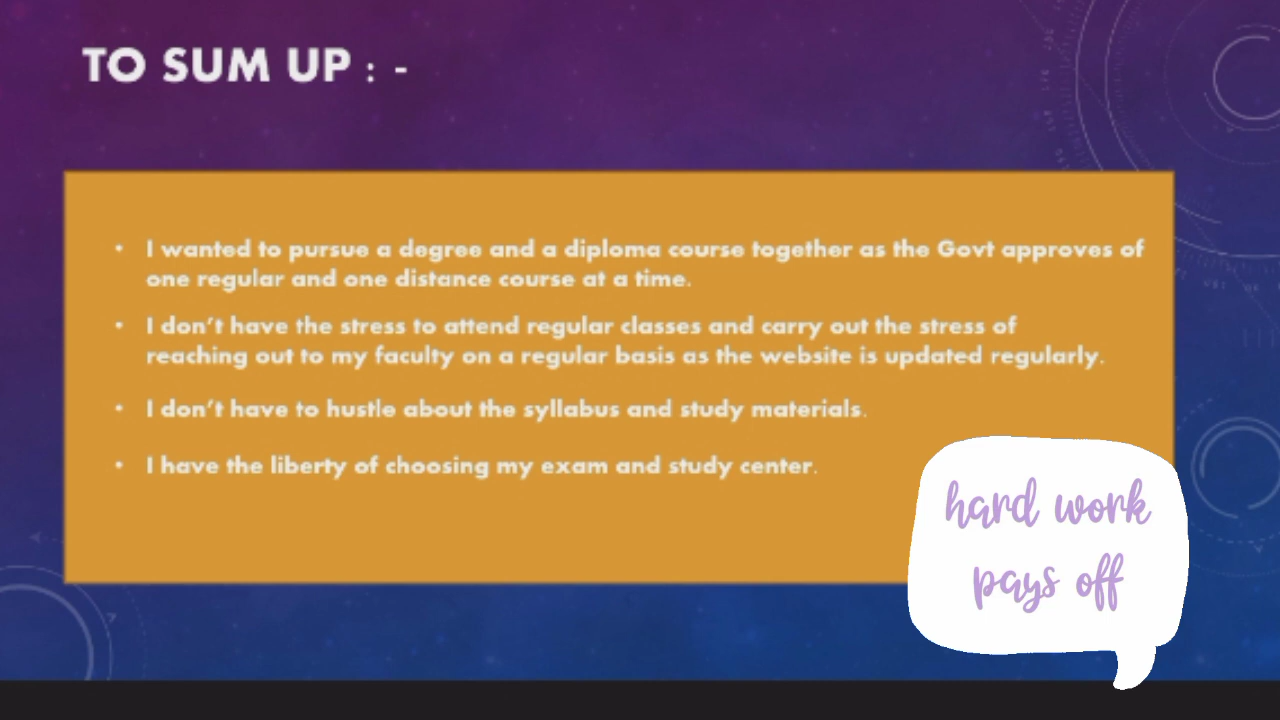 TO SUM UP : -
• I wanted to pursue a degree and a diploma course together as the Govt approves of
one regular and one distance course at a time.
• I don't have the stress to attend regular classes and carry out the stress of
reaching out to my faculty on a regular basis as the website is updated regularly.
• I don't have to hustle about the syllabus and study materials.
• I have the liberty of choosing my exam and study center.
hard work
pays off